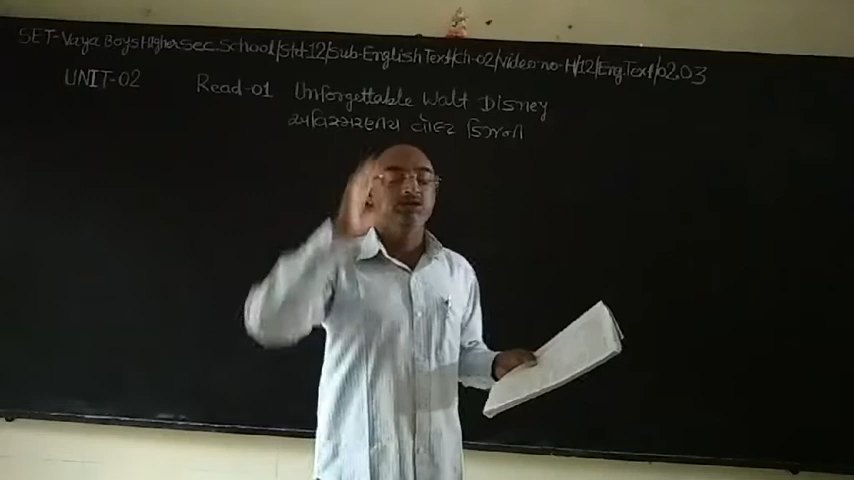 SET-Vaya Boys Higher Sec. School/Std-12/Sub-English Text/ch-02/Video no-H/12/Eng.Text/02.03
UNIT-02 Read-01 Unforgettable Walt Disney
અવિસ્મરણીય વોલ્ટ ડિઝની